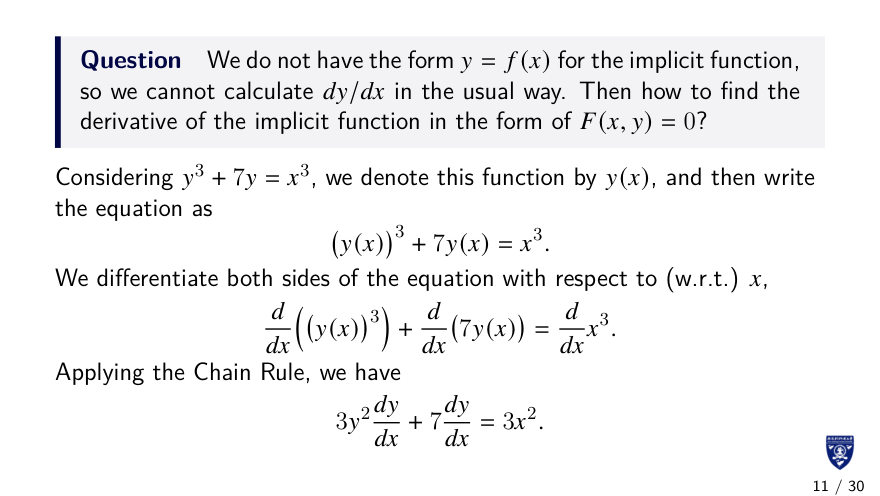 Question We do not have the form y = f(x) for the implicit function,
so we cannot calculate dy/dx in the usual way. Then how to find the
derivative of the implicit function in the form of F(x, y) = 0?
Considering y³ + 7y = x³, we denote this function by y(x), and then write
the equation as
(y(x))³ + 7y(x) = x³.
We differentiate both sides of the equation with respect to (w.r.t.) x,
d/dx((y(x))³) + d/dx(7y(x)) = d/dx x³.
Applying the Chain Rule, we have
3y² dy/dx + 7 dy/dx = 3x².
11 / 30